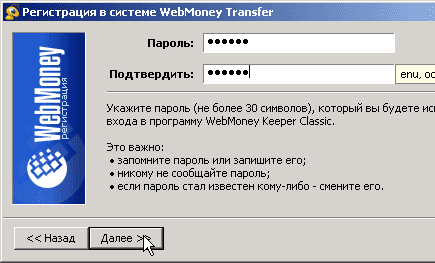 Регистрация в системе WebMoney Transfer
Пароль: ●●●●●●
Подтвердить: ●●●●●●
enu, ос
WebMoney
регистрация
Укажите пароль (не более 30 символов), который вы будете исп
входа в программу WebMoney Keeper Classic.
Это важно:
• запомните пароль или запишите его;
• никому не сообщайте пароль;
• если пароль стал известен кому-либо - смените его.
<< Назад
Далее >>